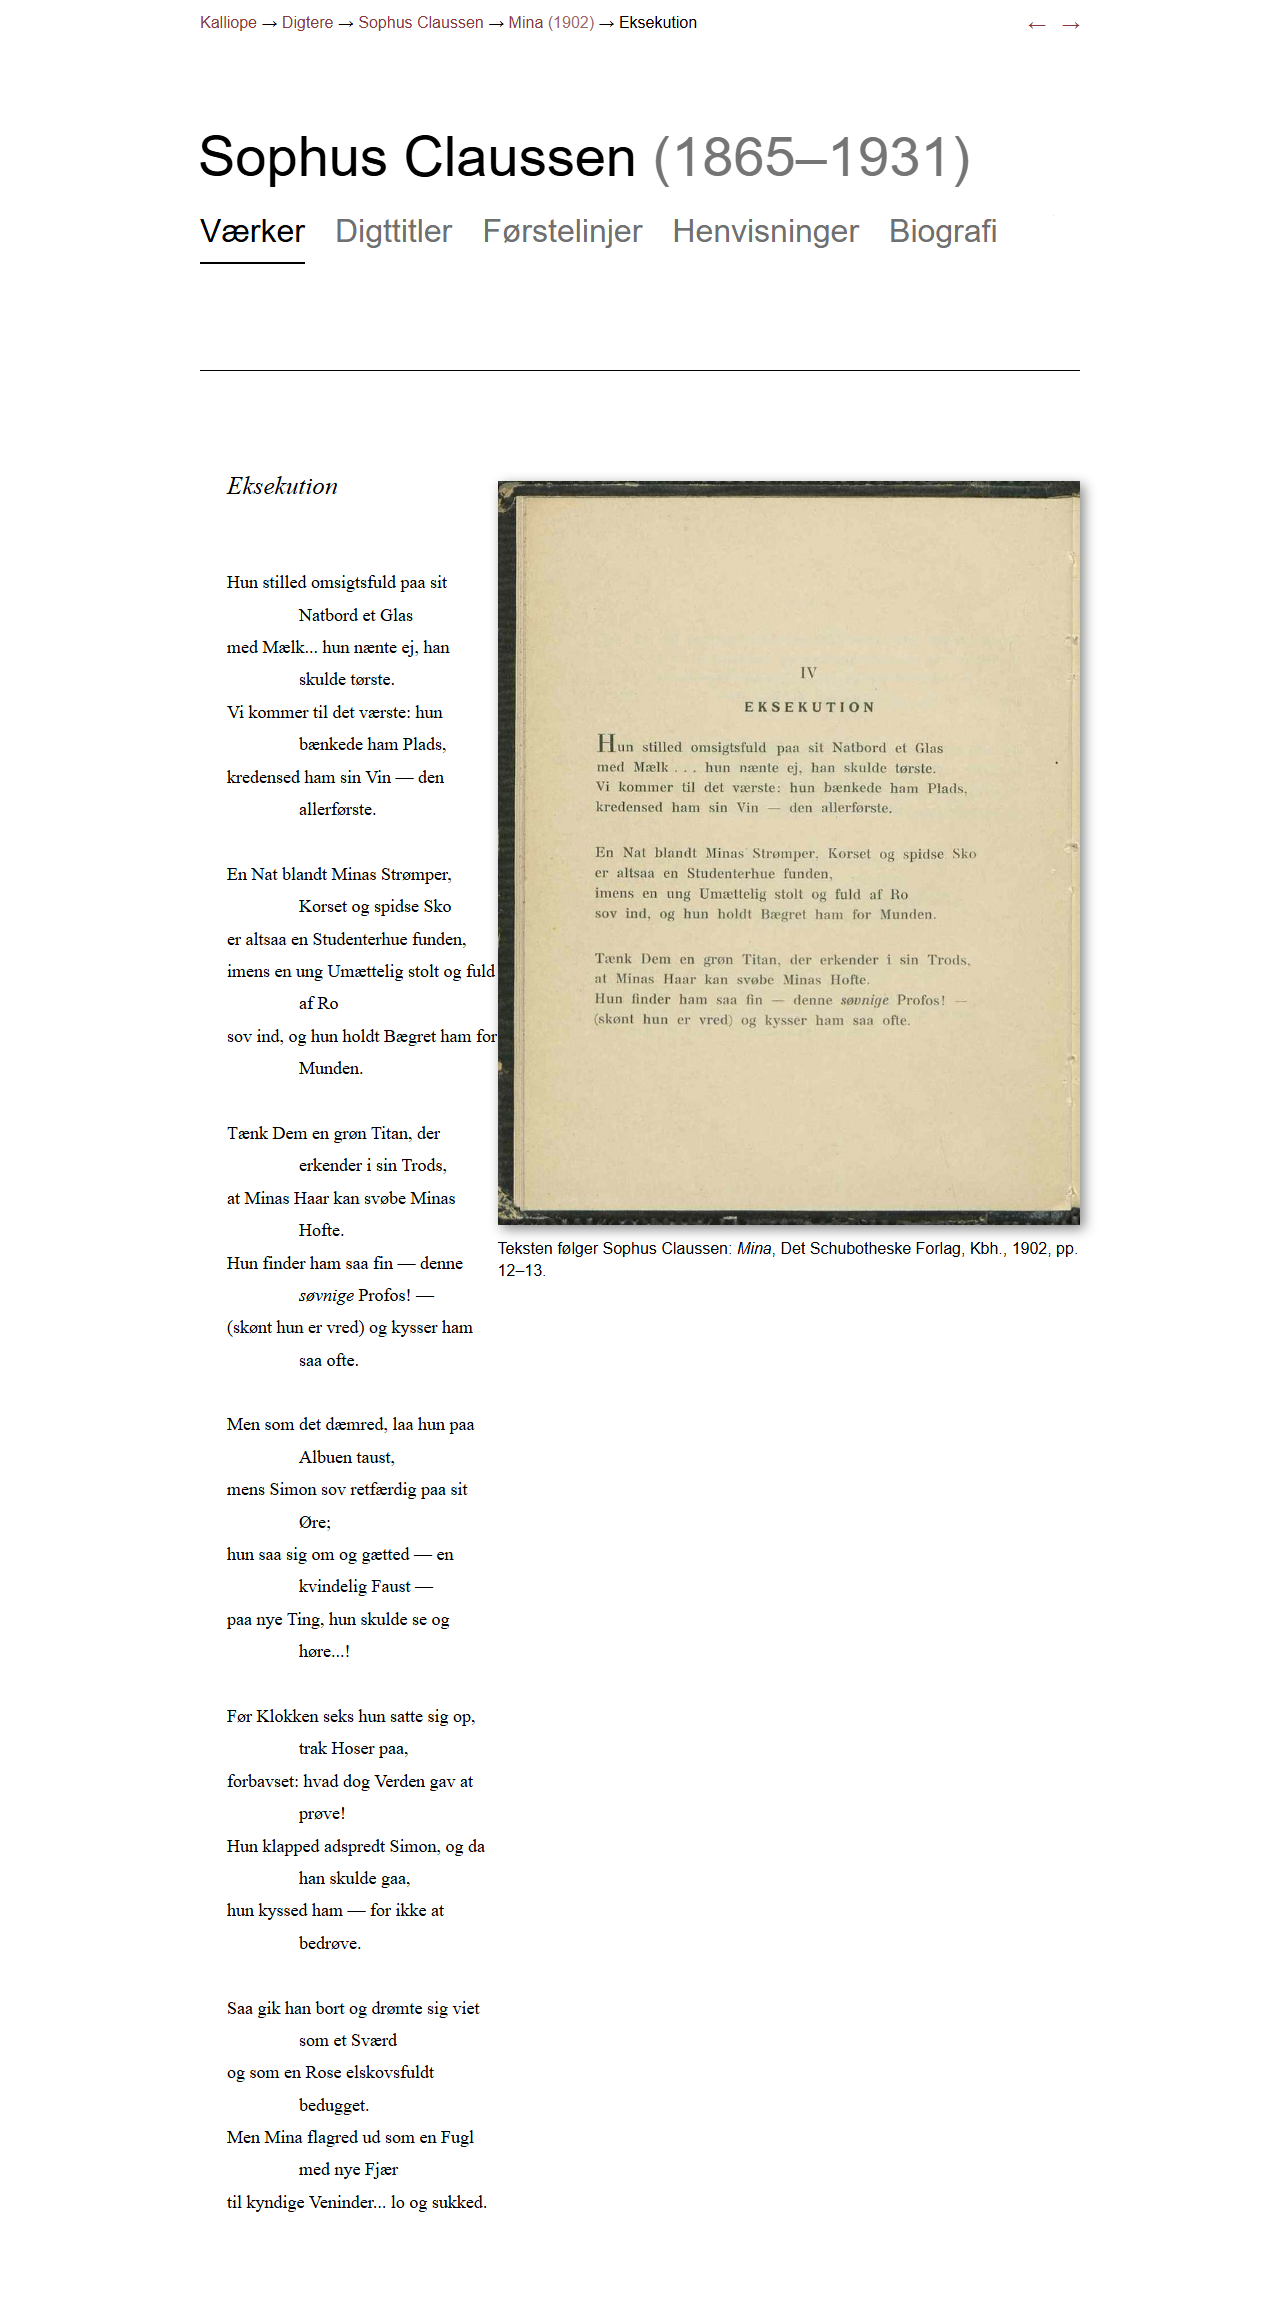 Kalliope → Digtere → Sophus Claussen → Mina (1902) → Eksekution ← →
Sophus Claussen (1865–1931)
Værker Digttitler Førstelinjer Henvisninger Biografi
Eksekution
Hun stilled omsigtsfuld paa sit
Natbord et Glas
med Mælk... hun nænte ej, han
skulde tørste.
Vi kommer til det værste: hun
bænkede ham Plads,
kredensed ham sin Vin — den
allerførste.
En Nat blandt Minas Strømper,
Korset og spidse Sko
er altsaa en Studenterhue funden,
imens en ung Umættelig stolt og fuld
af Ro
sov ind, og hun holdt Bægret ham for
Munden.
Tænk Dem en grøn Titan, der
erkender i sin Trods,
at Minas Haar kan svøbe Minas
Hofte.
Hun finder ham saa fin — denne
søvnige Profos! —
(skønt hun er vred) og kysser ham
saa ofte.
Men som det dæmred, laa hun paa
Albuen taust,
mens Simon sov retfærdig paa sit
Øre;
hun saa sig om og gætted — en
kvindelig Faust —
paa nye Ting, hun skulde se og
høre...!
Før Klokken seks hun satte sig op,
trak Hoser paa,
forbavset: hvad dog Verden gav at
prøve!
Hun klapped adspredt Simon, og da
han skulde gaa,
hun kyssed ham — for ikke at
bedrøve.
Saa gik han bort og drømte sig viet
som et Sværd
og som en Rose elskovsfuldt
bedugget.
Men Mina flagred ud som en Fugl
med nye Fjær
til kyndige Veninder... lo og sukked.
IV
EKSEKUTION
Hun stilled omsigtsfuld paa sit Natbord et Glas
med Mælk . . . hun nænte ej, han skulde tørste.
Vi kommer til det værste: hun bænkede ham Plads,
kredensed ham sin Vin — den allerførste.
En Nat blandt Minas Strømper, Korset og spidse Sko
er altsaa en Studenterhue funden,
imens en ung Umættelig stolt og fuld af Ro
sov ind, og hun holdt Bægret ham for Munden.
Tænk Dem en grøn Titan, der erkender i sin Trods,
at Minas Haar kan svøbe Minas Hofte.
Hun finder ham saa fin — denne søvnige Profos! —
(skønt hun er vred) og kysser ham saa ofte.
Teksten følger Sophus Claussen: Mina, Det Schubotheske Forlag, Kbh., 1902, pp.
12–13.